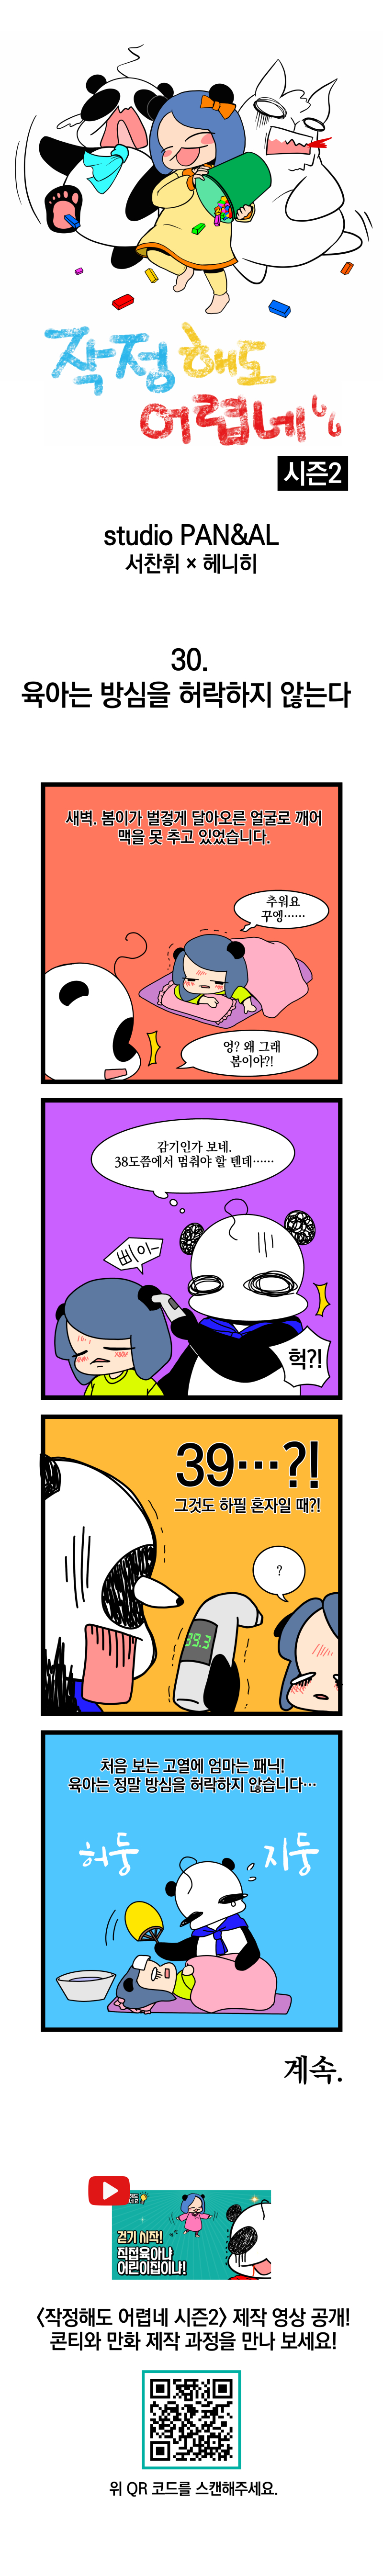 작정해도
어렵네
시즌2
studio PAN&AL
서찬휘 × 헤니히
30.
육아는 방심을 허락하지 않는다
새벽. 봄이가 벌겋게 달아오른 얼굴로 깨어
맥을 못 추고 있었습니다.
추워요
꾸엥……
엉? 왜 그래
봄이야?!
감기인가 보네.
38도쯤에서 멈춰야 할 텐데……
삐이-
헉?!
39…?!
그것도 하필 혼자일 때?!
?
39.3
처음 보는 고열에 엄마는 패닉!
육아는 정말 방심을 허락하지 않습니다…
허둥 지둥
계속.
걷기 시작!
직접육아냐
어린이집이냐!
<작정해도 어렵네 시즌2> 제작 영상 공개!
콘티와 만화 제작 과정을 만나 보세요!
위 QR 코드를 스캔해주세요.